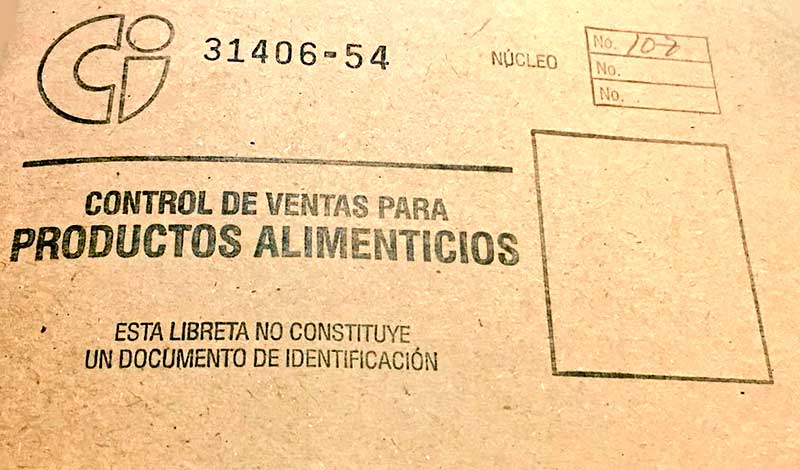 Ci
31406-54
NÚCLEO
No.
No.
No.
CONTROL DE VENTAS PARA
PRODUCTOS ALIMENTICIOS
ESTA LIBRETA NO CONSTITUYE
UN DOCUMENTO DE IDENTIFICACIÓN